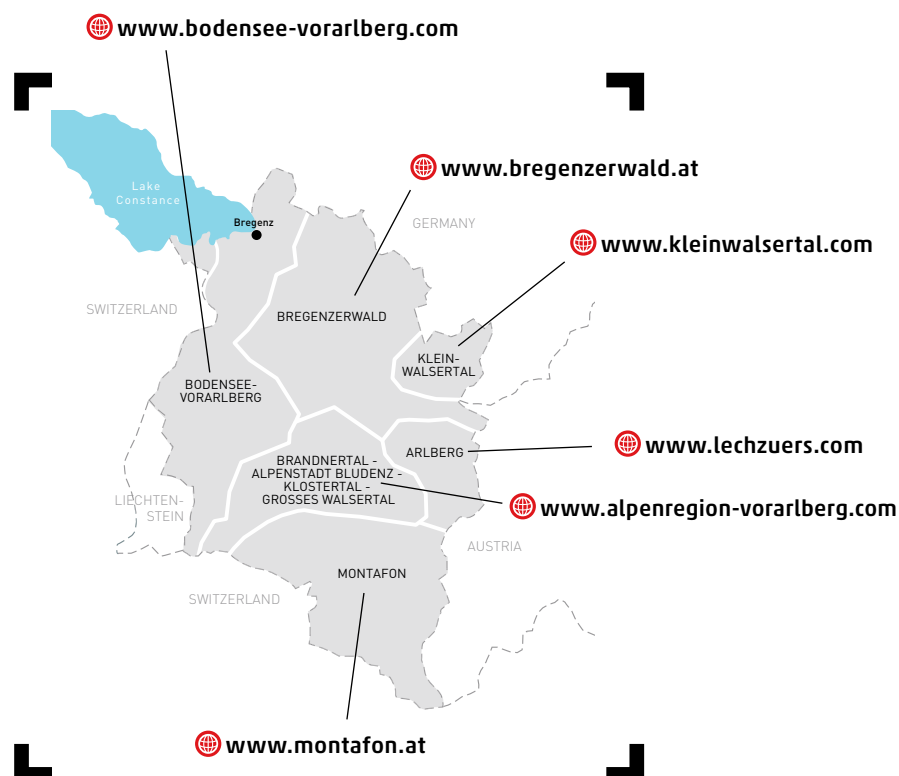 www.bodensee-vorarlberg.com
www.bregenzerwald.at
Lake
Constance
Bregenz
GERMANY
www.kleinwalsertal.com
SWITZERLAND
BREGENZERWALD
KLEIN-
WALSERTAL
BODENSEE-
VORARLBERG
ARLBERG
www.lechzuers.com
BRANDNERTAL -
ALPENSTADT BLUDENZ -
KLOSTERTAL -
GROSSES WALSERTAL
LIECHTEN-
STEIN
www.alpenregion-vorarlberg.com
AUSTRIA
MONTAFON
SWITZERLAND
www.montafon.at